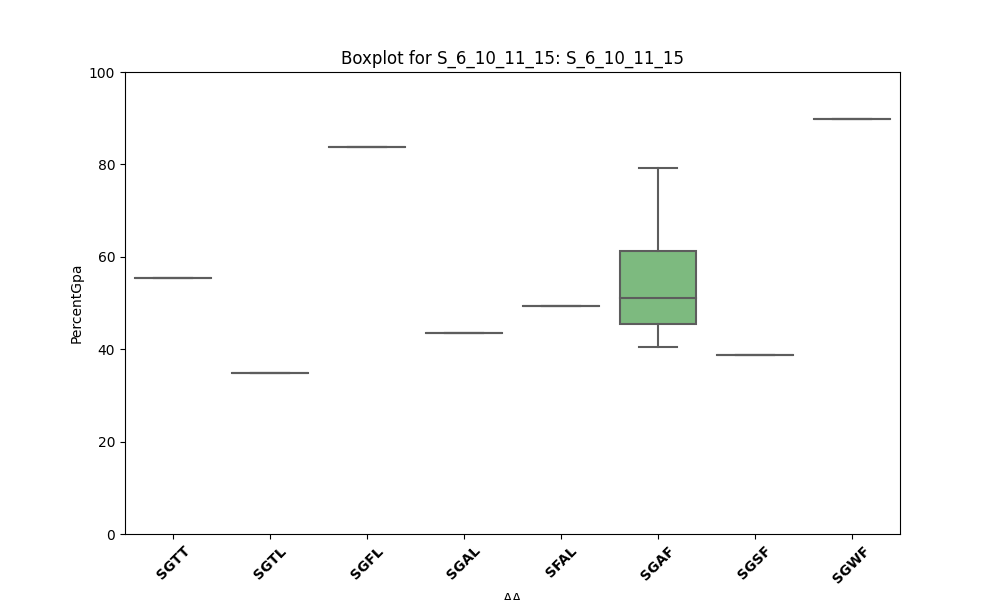 Boxplot for S_6_10_11_15: S_6_10_11_15
PercentGpa
100
80
60
40
20
0
SGTT
SGTL
SGFL
SGAL
SFAL
SGAF
SGSF
SGWF
AA